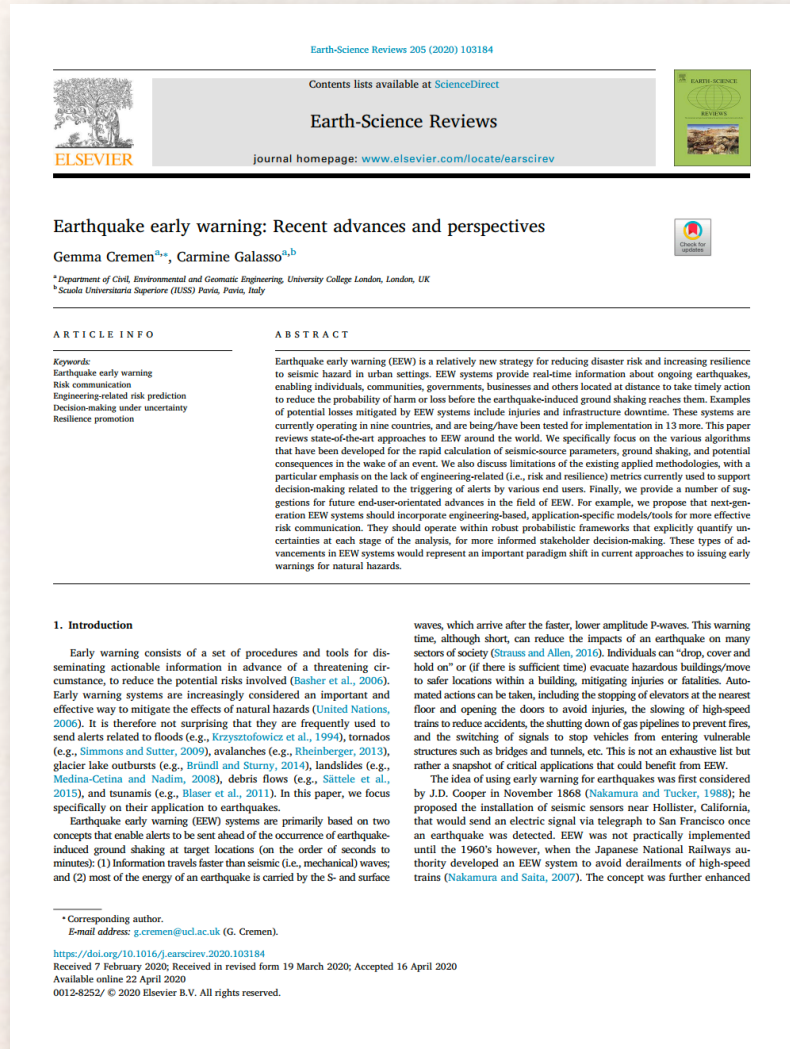 Earth-Science Reviews 205 (2020) 103184
Contents lists available at ScienceDirect
Earth-Science Reviews
journal homepage: www.elsevier.com/locate/earscirev
ELSEVIER
EARTH-SCIENCE
REVIEWS
Earthquake early warning: Recent advances and perspectives
Check for
updates
Gemma Cremenᵃ,*, Carmine Galassoᵃ,ᵇ
ᵃ Department of Civil, Environmental and Geomatic Engineering, University College London, London, UK
ᵇ Scuola Universitaria Superiore (IUSS) Pavia, Pavia, Italy
ARTICLE INFO
Keywords:
Earthquake early warning
Risk communication
Engineering-related risk prediction
Decision-making under uncertainty
Resilience promotion
ABSTRACT
Earthquake early warning (EEW) is a relatively new strategy for reducing disaster risk and increasing resilience
to seismic hazard in urban settings. EEW systems provide real-time information about ongoing earthquakes,
enabling individuals, communities, governments, businesses and others located at distance to take timely action
to reduce the probability of harm or loss before the earthquake-induced ground shaking reaches them. Examples
of potential losses mitigated by EEW systems include injuries and infrastructure downtime. These systems are
currently operating in nine countries, and are being/have been tested for implementation in 13 more. This paper
reviews state-of-the-art approaches to EEW around the world. We specifically focus on the various algorithms
that have been developed for the rapid calculation of seismic-source parameters, ground shaking, and potential
consequences in the wake of an event. We also discuss limitations of the existing applied methodologies, with a
particular emphasis on the lack of engineering-related (i.e., risk and resilience) metrics currently used to support
decision-making related to the triggering of alerts by various end users. Finally, we provide a number of sug-
gestions for future end-user-orientated advances in the field of EEW. For example, we propose that next-gen-
eration EEW systems should incorporate engineering-based, application-specific models/tools for more effective
risk communication. They should operate within robust probabilistic frameworks that explicitly quantify un-
certainties at each stage of the analysis, for more informed stakeholder decision-making. These types of ad-
vancements in EEW systems would represent an important paradigm shift in current approaches to issuing early
warnings for natural hazards.
1. Introduction
Early warning consists of a set of procedures and tools for dis-
seminating actionable information in advance of a threatening cir-
cumstance, to reduce the potential risks involved (Basher et al., 2006).
Early warning systems are increasingly considered an important and
effective way to mitigate the effects of natural hazards (United Nations,
2006). It is therefore not surprising that they are frequently used to
send alerts related to floods (e.g., Krzysztofowicz et al., 1994), tornados
(e.g., Simmons and Sutter, 2009), avalanches (e.g., Rheinberger, 2013),
glacier lake outbursts (e.g., Bründl and Sturny, 2014), landslides (e.g.,
Medina-Cetina and Nadim, 2008), debris flows (e.g., Sättele et al.,
2015), and tsunamis (e.g., Blaser et al., 2011). In this paper, we focus
specifically on their application to earthquakes.
Earthquake early warning (EEW) systems are primarily based on two
concepts that enable alerts to be sent ahead of the occurrence of earthquake-
induced ground shaking at target locations (on the order of seconds to
minutes): (1) Information travels faster than seismic (i.e., mechanical) waves;
and (2) most of the energy of an earthquake is carried by the S- and surface
waves, which arrive after the faster, lower amplitude P-waves. This warning
time, although short, can reduce the impacts of an earthquake on many
sectors of society (Strauss and Allen, 2016). Individuals can “drop, cover and
hold on” or (if there is sufficient time) evacuate hazardous buildings/move
to safer locations within a building, mitigating injuries or fatalities. Auto-
mated actions can be taken, including the stopping of elevators at the nearest
floor and opening the doors to avoid injuries, the slowing of high-speed
trains to reduce accidents, the shutting down of gas pipelines to prevent fires,
and the switching of signals to stop vehicles from entering vulnerable
structures such as bridges and tunnels, etc. This is not an exhaustive list but
rather a snapshot of critical applications that could benefit from EEW.
The idea of using early warning for earthquakes was first considered
by J.D. Cooper in November 1868 (Nakamura and Tucker, 1988); he
proposed the installation of seismic sensors near Hollister, California,
that would send an electric signal via telegraph to San Francisco once
an earthquake was detected. EEW was not practically implemented
until the 1960's however, when the Japanese National Railways au-
thority developed an EEW system to avoid derailments of high-speed
trains (Nakamura and Saita, 2007). The concept was further enhanced
* Corresponding author.
E-mail address: g.cremen@ucl.ac.uk (G. Cremen).
https://doi.org/10.1016/j.earscirev.2020.103184
Received 7 February 2020; Received in revised form 19 March 2020; Accepted 16 April 2020
Available online 22 April 2020
0012-8252/ © 2020 Elsevier B.V. All rights reserved.